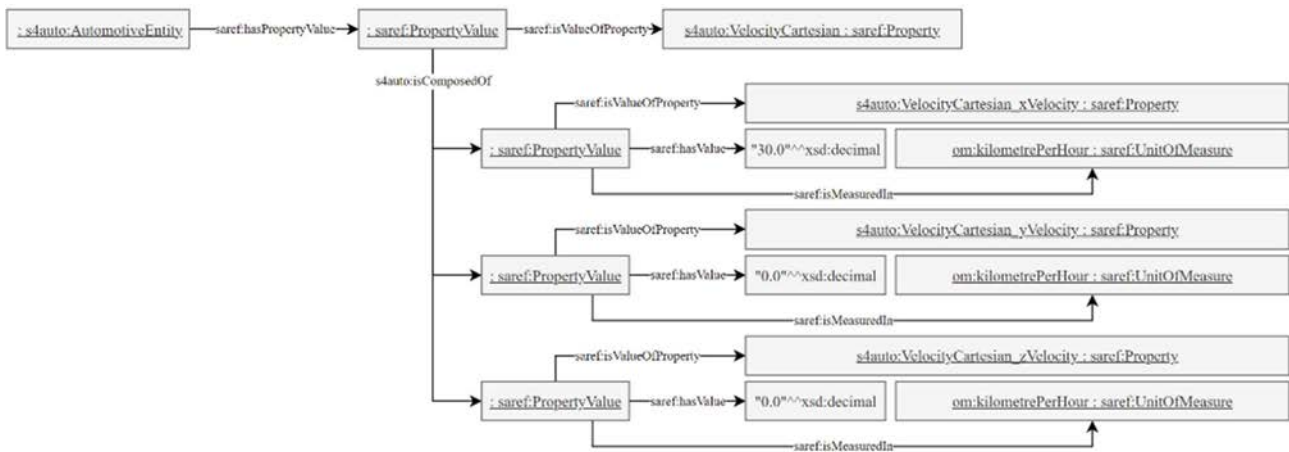 : s4auto:AutomotiveEntity saref:hasPropertyValue : saref:PropertyValue saref:isValueOfProperty s4auto:VelocityCartesian : saref:Property
s4auto:isComposedOf
saref:isValueOfProperty s4auto:VelocityCartesian_xVelocity : saref:Property
: saref:PropertyValue saref:hasValue "30.0"^^xsd:decimal om:kilometrePerHour : saref:UnitOfMeasure
saref:isMeasuredIn
saref:isValueOfProperty s4auto:VelocityCartesian_yVelocity : saref:Property
: saref:PropertyValue saref:hasValue "0.0"^^xsd:decimal om:kilometrePerHour : saref:UnitOfMeasure
saref:isMeasuredIn
saref:isValueOfProperty s4auto:VelocityCartesian_zVelocity : saref:Property
: saref:PropertyValue saref:hasValue "0.0"^^xsd:decimal om:kilometrePerHour : saref:UnitOfMeasure
saref:isMeasuredIn